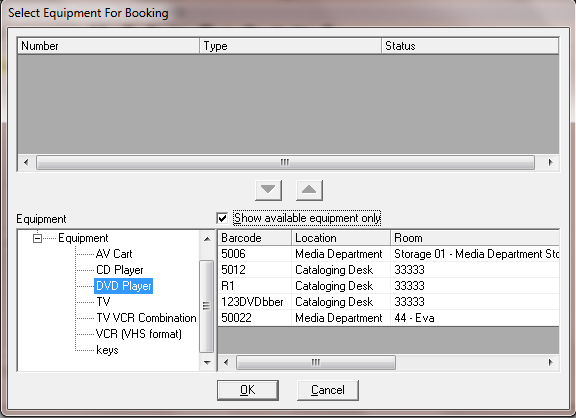 Select Equipment For Booking
Number Type Status
Equipment
Show available equipment only
Equipment
AV Cart
CD Player
DVD Player
TV
TV VCR Combination
VCR (VHS format)
keys
Barcode Location Room
5006 Media Department Storage 01 - Media Department Sto
5012 Cataloging Desk 33333
R1 Cataloging Desk 33333
123DVDbber Cataloging Desk 33333
50022 Media Department 44 - Eva
OK Cancel